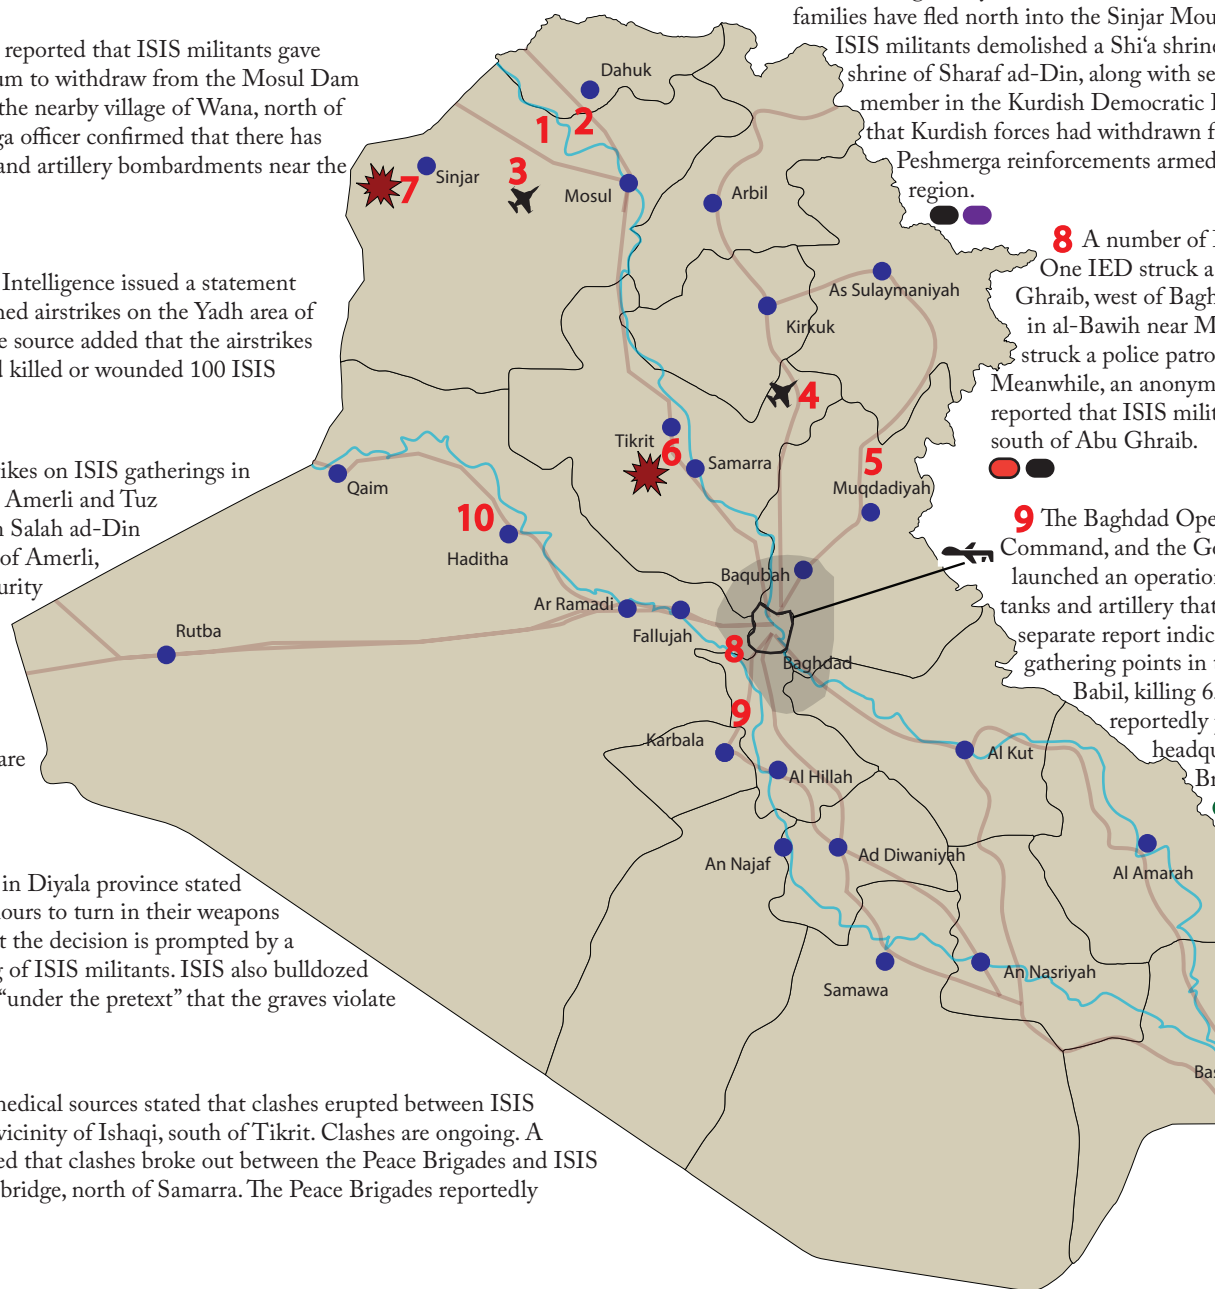 reported that ISIS militants gave
um to withdraw from the Mosul Dam
the nearby village of Wana, north of
ga officer confirmed that there has
and artillery bombardments near the
Intelligence issued a statement
ned airstrikes on the Yadh area of
e source added that the airstrikes
d killed or wounded 100 ISIS
ikes on ISIS gatherings in
Amerli and Tuz
n Salah ad-Din
of Amerli,
urity
are
in Diyala province stated
hours to turn in their weapons
t the decision is prompted by a
g of ISIS militants. ISIS also bulldozed
“under the pretext” that the graves violate
medical sources stated that clashes erupted between ISIS
vicinity of Ishaqi, south of Tikrit. Clashes are ongoing. A
ed that clashes broke out between the Peace Brigades and ISIS
bridge, north of Samarra. The Peace Brigades reportedly
families have fled north into the Sinjar Mou
ISIS militants demolished a Shi‘a shrine
shrine of Sharaf ad-Din, along with se
member in the Kurdish Democratic
that Kurdish forces had withdrawn f
Peshmerga reinforcements armed
region.
8 A number of
One IED struck a
Ghraib, west of Bagh
in al-Bawih near M
struck a police patro
Meanwhile, an anonym
reported that ISIS milit
south of Abu Ghraib.
9 The Baghdad Ope
Command, and the Go
launched an operation
tanks and artillery that
separate report indic
gathering points in
Babil, killing 6
reportedly
headqu
Br
Dahuk
1
2
3
7
Sinjar
Mosul
Arbil
As Sulaymaniyah
Kirkuk
4
Tikrit
6
Samarra
5
Muqdadiyah
Qaim
10
Haditha
Baqubah
Ar Ramadi
Fallujah
Rutba
8
Baghdad
9
Karbala
Al Hillah
Al Kut
An Najaf
Ad Diwaniyah
Al Amarah
Samawa
An Nasriyah
Bas